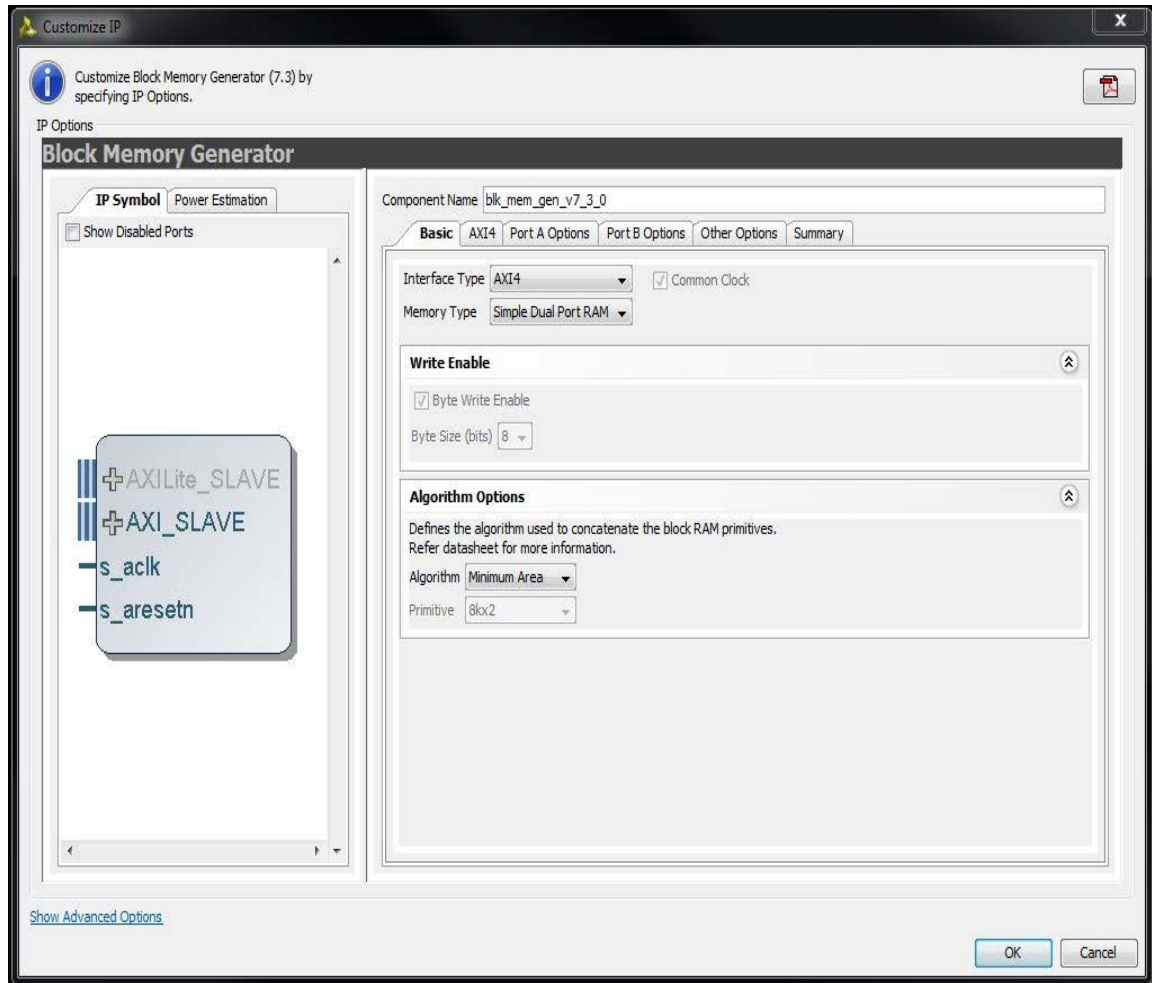 Customize IP
X
Customize Block Memory Generator (7.3) by
specifying IP Options.
IP Options
Block Memory Generator
IP Symbol Power Estimation
Show Disabled Ports
AXILite_SLAVE
AXI_SLAVE
s_aclk
s_aresetn
Component Name blk_mem_gen_v7_3_0
Basic AXI4 Port A Options Port B Options Other Options Summary
Interface Type AXI4 Common Clock
Memory Type Simple Dual Port RAM
Write Enable
Byte Write Enable
Byte Size (bits) 8
Algorithm Options
Defines the algorithm used to concatenate the block RAM primitives.
Refer datasheet for more information.
Algorithm Minimum Area
Primitive 8kx2
Show Advanced Options
OK Cancel